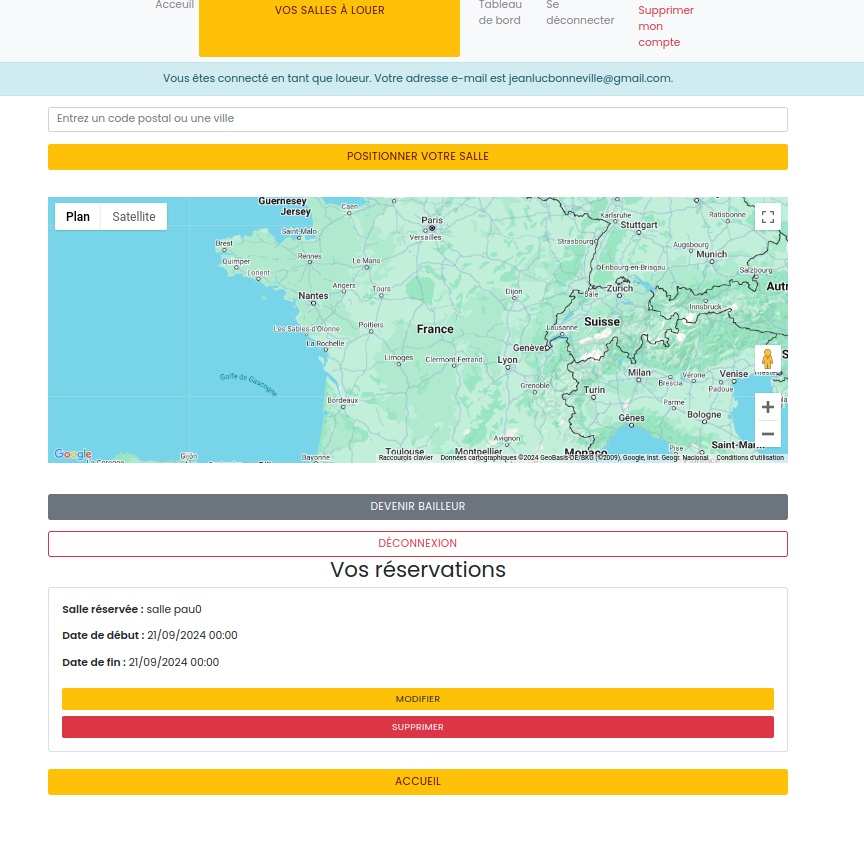 Acceuil
VOS SALLES À LOUER
Tableau
de bord
Se
déconnecter
Supprimer
mon
compte
Vous êtes connecté en tant que loueur. Votre adresse e-mail est jeanlucbonneville@gmail.com.
Entrez un code postal ou une ville
POSITIONNER VOTRE SALLE
Plan
Satellite
Guernesey
Jersey
Caen
Paris
Versailles
Karlsruhe
Stuttgart
Ratisbonne
Saint-Malo
Brest
Quimper
Rennes
Lorient
Le Mans
Strasbourg
Augsbourg
Munich
Salzbourg
Fribourg-en-Brisgau
Angers
Tours
Nantes
Dijon
Bâle
Zurich
Autr
Innsbruck
Les Sables-d'Olonne
Poitiers
France
Lausanne
Suisse
La Rochelle
Limoges
Clermont-Ferrand
Genève
Lyon
Golfe de Gascogne
Grenoble
Milan
Vérone
Venise
Trieste
Brescia
Padoue
Turin
Bordeaux
Parme
Gênes
Bologne
Avignon
Gijón
Bayonne
Toulouse
Montpellier
Monaco
Pise
Saint-Mar
Google
La Corogne
Raccourcis clavier
Données cartographiques ©2024 GeoBasis-DE/BKG (©2009), Google, Inst. Geogr. Nacional
Conditions d'utilisation
DEVENIR BAILLEUR
DÉCONNEXION
Vos réservations
Salle réservée : salle pau0
Date de début : 21/09/2024 00:00
Date de fin : 21/09/2024 00:00
MODIFIER
SUPPRIMER
ACCUEIL